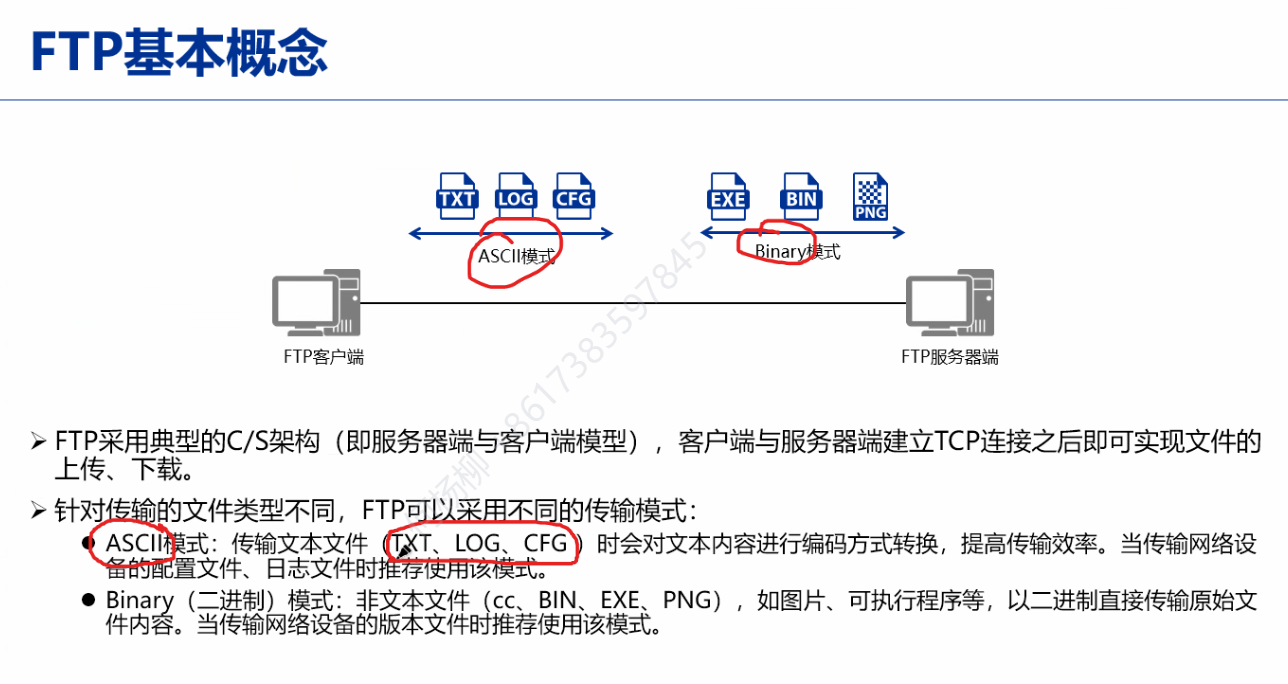 FTP基本概念
TXT LOG CFG EXE BIN PNG
ASCII模式 Binary模式
FTP客户端 FTP服务器端
8617383597845
杨柳
➢ FTP采用典型的C/S架构（即服务器端与客户端模型），客户端与服务器端建立TCP连接之后即可实现文件的
上传、下载。
➢ 针对传输的文件类型不同，FTP可以采用不同的传输模式：
● ASCII模式：传输文本文件（TXT、LOG、CFG）时会对文本内容进行编码方式转换，提高传输效率。当传输网络设
备的配置文件、日志文件时推荐使用该模式。
● Binary（二进制）模式：非文本文件（cc、BIN、EXE、PNG），如图片、可执行程序等，以二进制直接传输原始文
件内容。当传输网络设备的版本文件时推荐使用该模式。